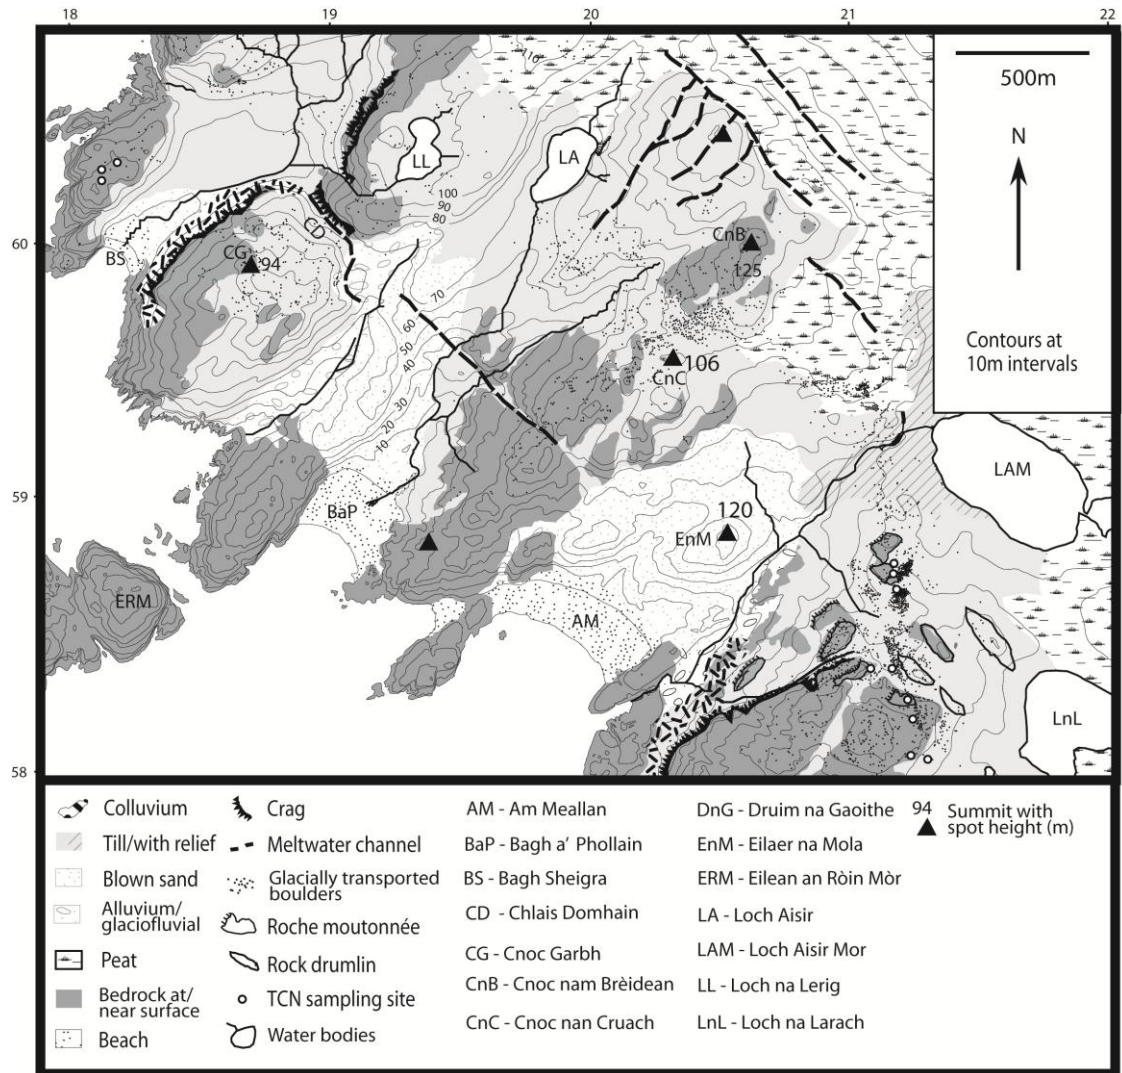 18 19 20 21 22
500m
N
Contours at
10m intervals
110
LL
LA
100
90
80
CD
CnB
125
60
BS
CG
94
70
60
50
40
30
20
10
106
CnC
LAM
59
BaP
120
EnM
ERM
AM
LnL
58
Colluvium
Till/with relief
Blown sand
Alluvium/
glaciofluvial
Peat
Bedrock at/
near surface
Beach
Crag
Meltwater channel
Glacially transported
boulders
Roche moutonnée
Rock drumlin
TCN sampling site
Water bodies
AM - Am Meallan
BaP - Bagh a' Phollain
BS - Bagh Sheigra
CD - Chlais Domhain
CG - Cnoc Garbh
CnB - Cnoc nam Brèidean
CnC - Cnoc nan Cruach
DnG - Druim na Gaoithe
EnM - Eilaer na Mola
ERM - Eilean an Ròin Mòr
LA - Loch Aisir
LAM - Loch Aisir Mor
LL - Loch na Lerig
LnL - Loch na Larach
94 Summit with
spot height (m)